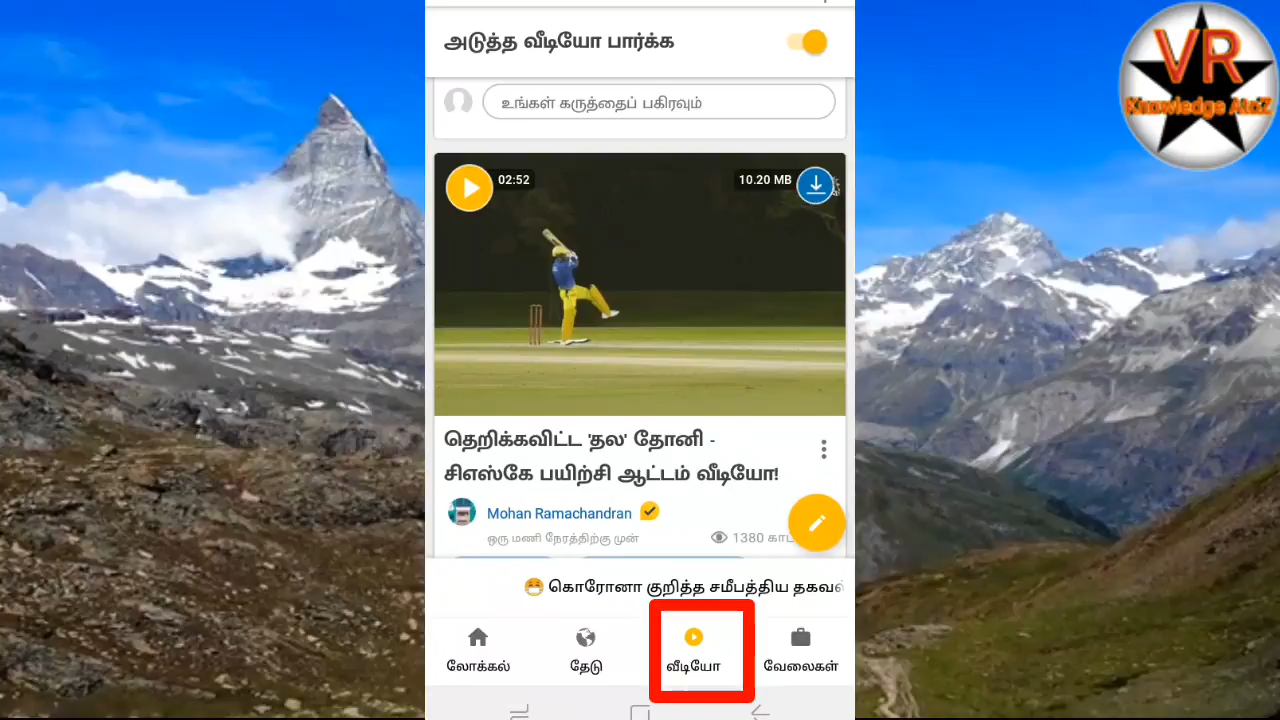 அடுத்த வீடியோ பார்க்க
VR
Knowledge AtoZ
உங்கள் கருத்தைப் பகிரவும்
02:52
10.20 MB
தெறிக்கவிட்ட 'தல' தோனி -
சிஎஸ்கே பயிற்சி ஆட்டம் வீடியோ!
Mohan Ramachandran
ஒரு மணி நேரத்திற்கு முன்
1380
கொரோனா குறித்த சமீபத்திய
லோக்கல்
தேடு
வீடியோ
வேலைகள்